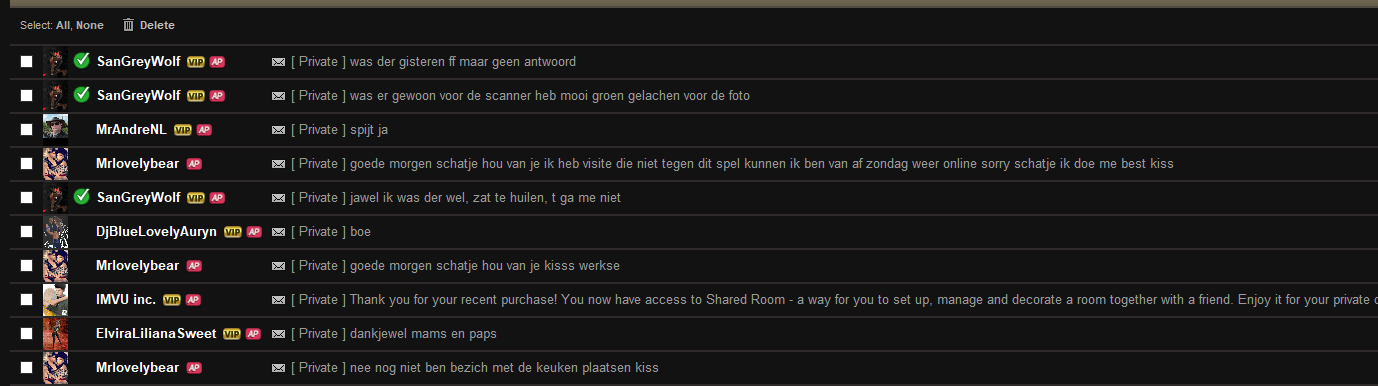 Select: All, None Delete
SanGreyWolf VIP AP [ Private ] was der gisteren ff maar geen antwoord
SanGreyWolf VIP AP [ Private ] was er gewoon voor de scanner heb mooi groen gelachen voor de foto
MrAndreNL VIP AP [ Private ] spijt ja
Mrlovelybear AP [ Private ] goede morgen schatje hou van je ik heb visite die niet tegen dit spel kunnen ik ben van af zondag weer online sorry schatje ik doe me best kiss
SanGreyWolf VIP AP [ Private ] jawel ik was der wel, zat te huilen, t ga me niet
DjBlueLovelyAuryn VIP AP [ Private ] boe
Mrlovelybear AP [ Private ] goede morgen schatje hou van je kisss werkse
IMVU inc. VIP AP [ Private ] Thank you for your recent purchase! You now have access to Shared Room - a way for you to set up, manage and decorate a room together with a friend. Enjoy it for your private
ElviraLilianaSweet VIP AP [ Private ] dankjewel mams en paps
Mrlovelybear AP [ Private ] nee nog niet ben bezich met de keuken plaatsen kiss